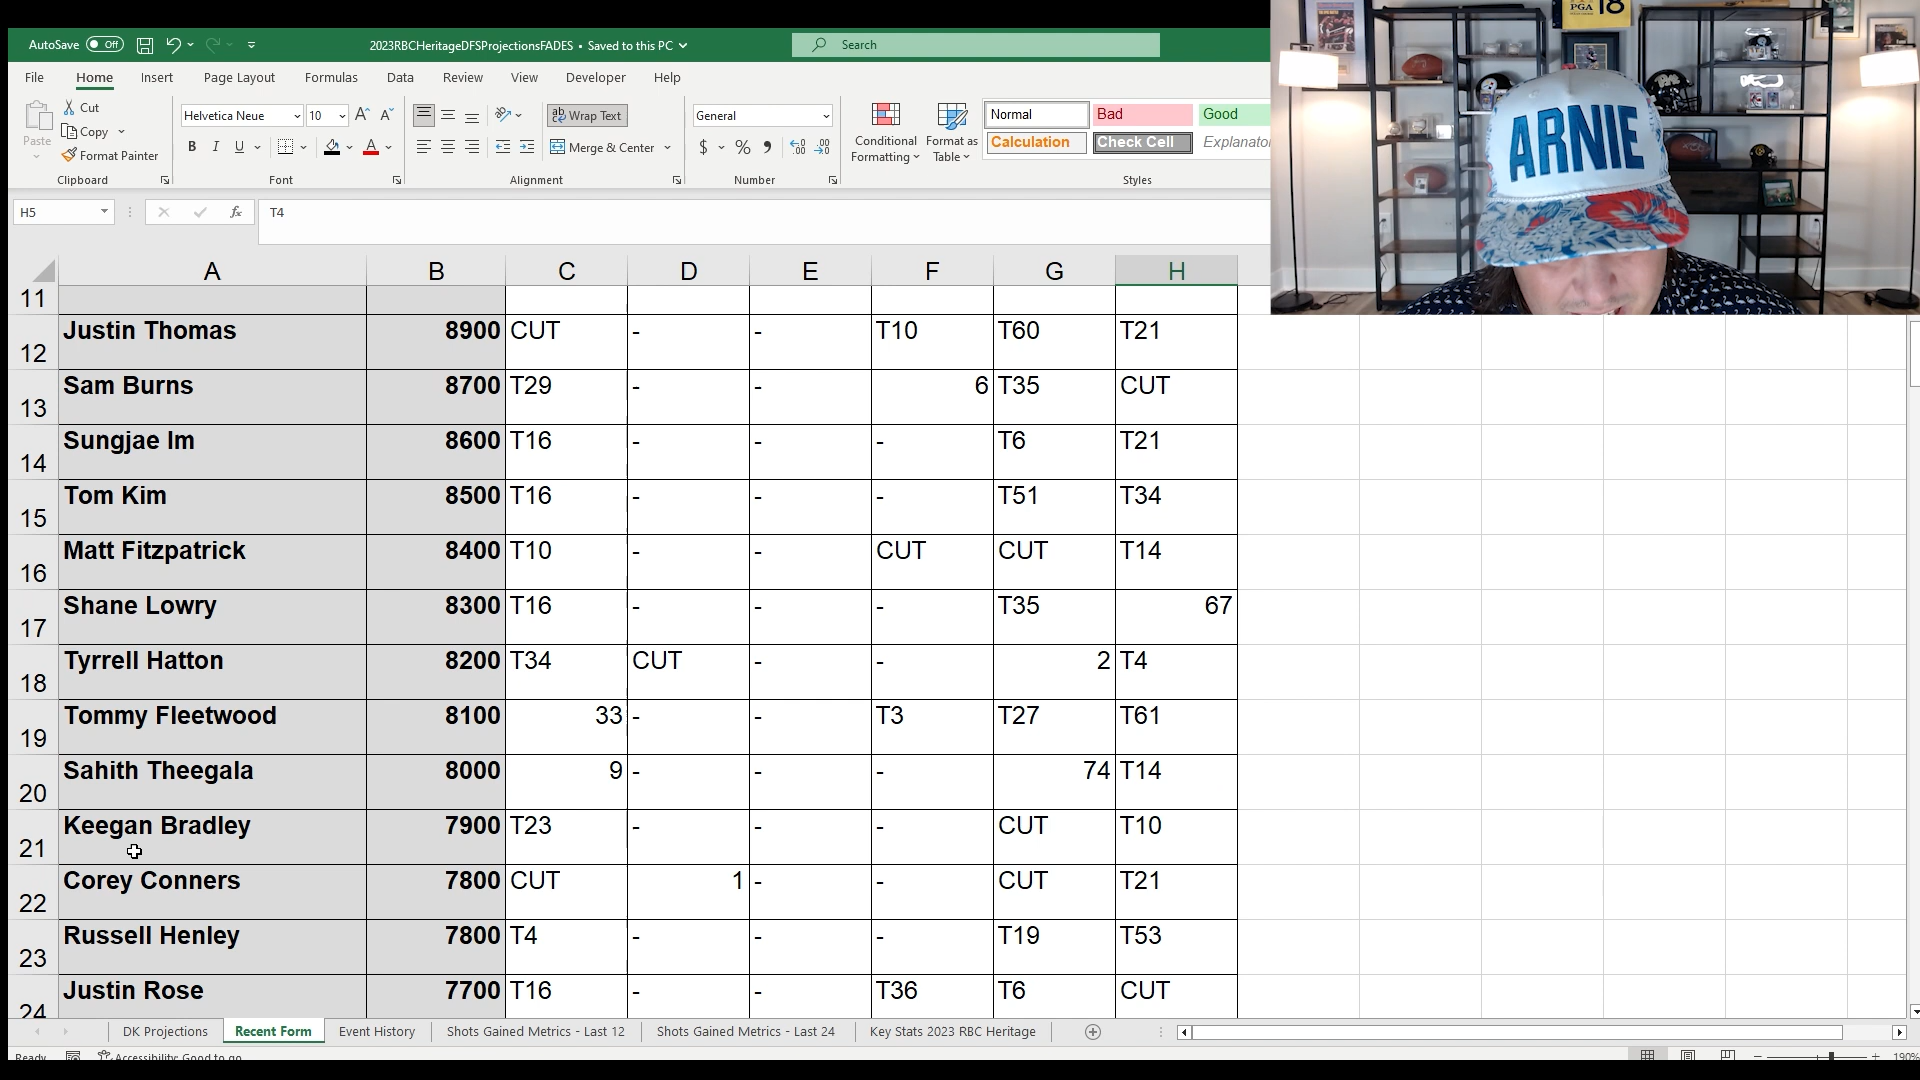 AutoSave Off 2023RBCHeritageDFSProjectionsFADES • Saved to this PC Search
File Home Insert Page Layout Formulas Data Review View Developer Help
Paste Cut Copy Format Painter Clipboard
Helvetica Neue 10 B I U A Font
ab Wrap Text Merge & Center Alignment
General $ % Number
Conditional Formatting Format as Table
Normal Bad Good
Calculation Check Cell Explanato
Styles
PGA 18
ARNIE
H5 fx T4
A B C D E F G H
11
12 Justin Thomas 8900 CUT - - T10 T60 T21
13 Sam Burns 8700 T29 - - 6 T35 CUT
14 Sungjae Im 8600 T16 - - - T6 T21
15 Tom Kim 8500 T16 - - - T51 T34
16 Matt Fitzpatrick 8400 T10 - - CUT CUT T14
17 Shane Lowry 8300 T16 - - - T35 67
18 Tyrrell Hatton 8200 T34 CUT - - 2 T4
19 Tommy Fleetwood 8100 33 - - T3 T27 T61
20 Sahith Theegala 8000 9 - - - 74 T14
21 Keegan Bradley 7900 T23 - - - CUT T10
22 Corey Conners 7800 CUT 1 - - CUT T21
23 Russell Henley 7800 T4 - - - T19 T53
24 Justin Rose 7700 T16 - - T36 T6 CUT
DK Projections Recent Form Event History Shots Gained Metrics - Last 12 Shots Gained Metrics - Last 24 Key Stats 2023 RBC Heritage
Ready Accessibility: Good to go 190%